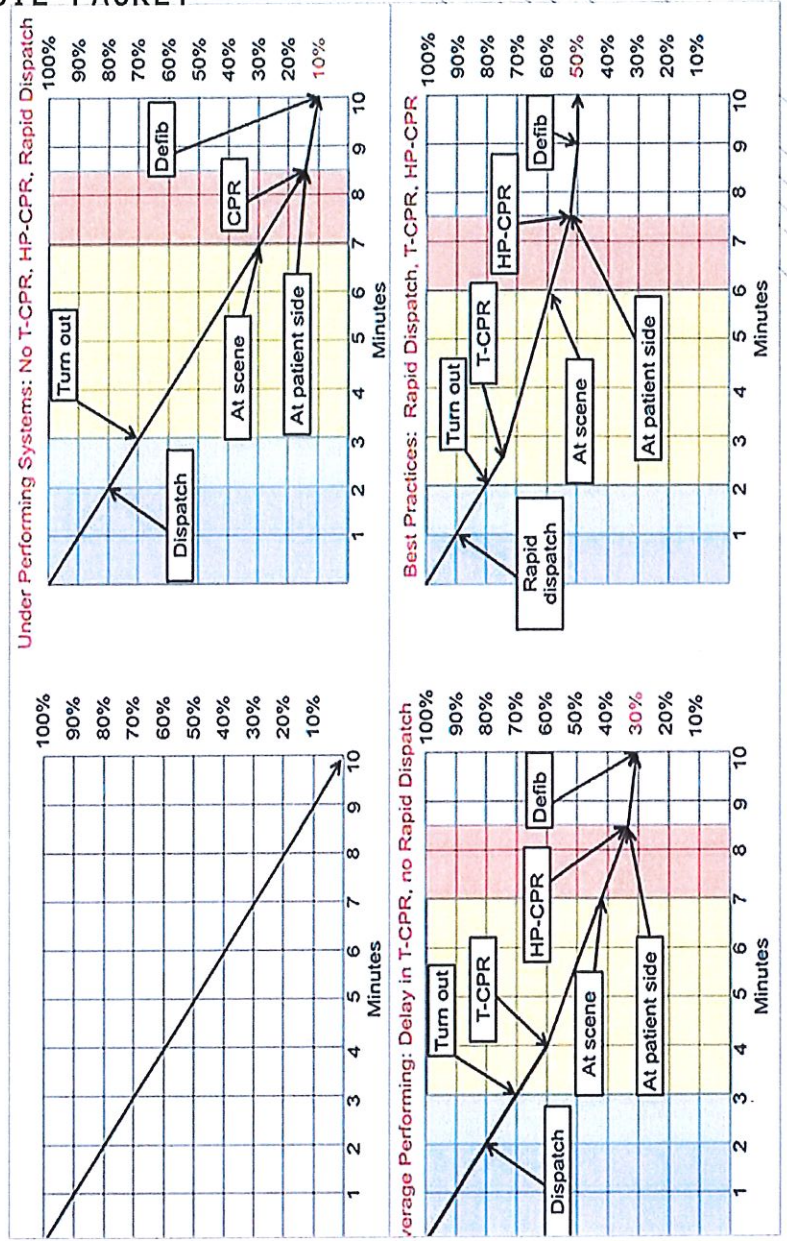 PACKET
100%
90%
80%
70%
60%
50%
40%
30%
20%
10%
1 2 3 4 5 6 7 8 9 10
Minutes
Under Performing Systems: No T-CPR, HP-CPR, Rapid Dispatch
100%
90%
80%
70%
60%
50%
40%
30%
20%
10%
Turn out
Dispatch
At scene
CPR
Defib
At patient side
1 2 3 4 5 6 7 8 9 10
Minutes
verage Performing: Delay in T-CPR, no Rapid Dispatch
100%
90%
80%
70%
60%
50%
40%
30%
20%
10%
Turn out
T-CPR
Dispatch
HP-CPR
Defib
At scene
At patient side
1 2 3 4 5 6 7 8 9 10
Minutes
Best Practices: Rapid Dispatch, T-CPR, HP-CPR
100%
90%
80%
70%
60%
50%
40%
30%
20%
10%
Turn out
T-CPR
Rapid
dispatch
HP-CPR
Defib
At scene
At patient side
1 2 3 4 5 6 7 8 9 10
Minutes